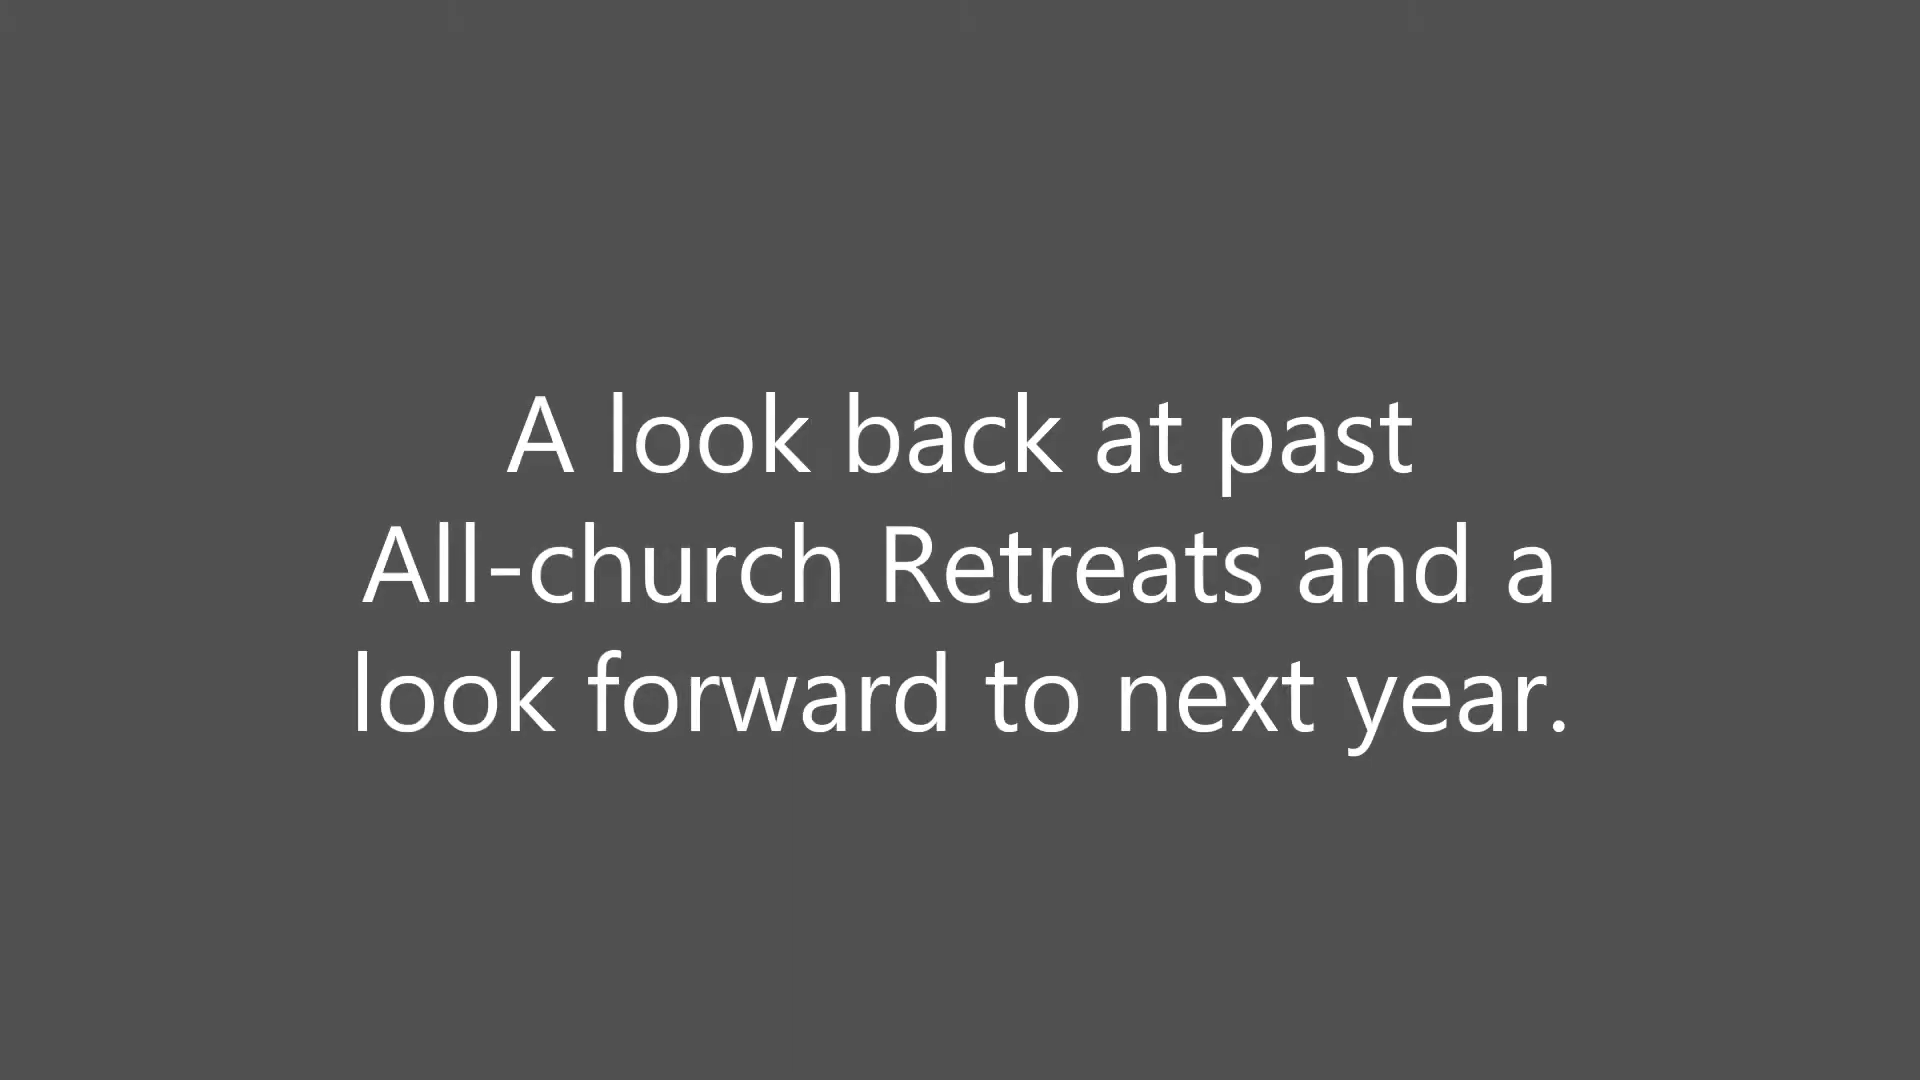 A look back at past
All-church Retreats and a
look forward to next year.